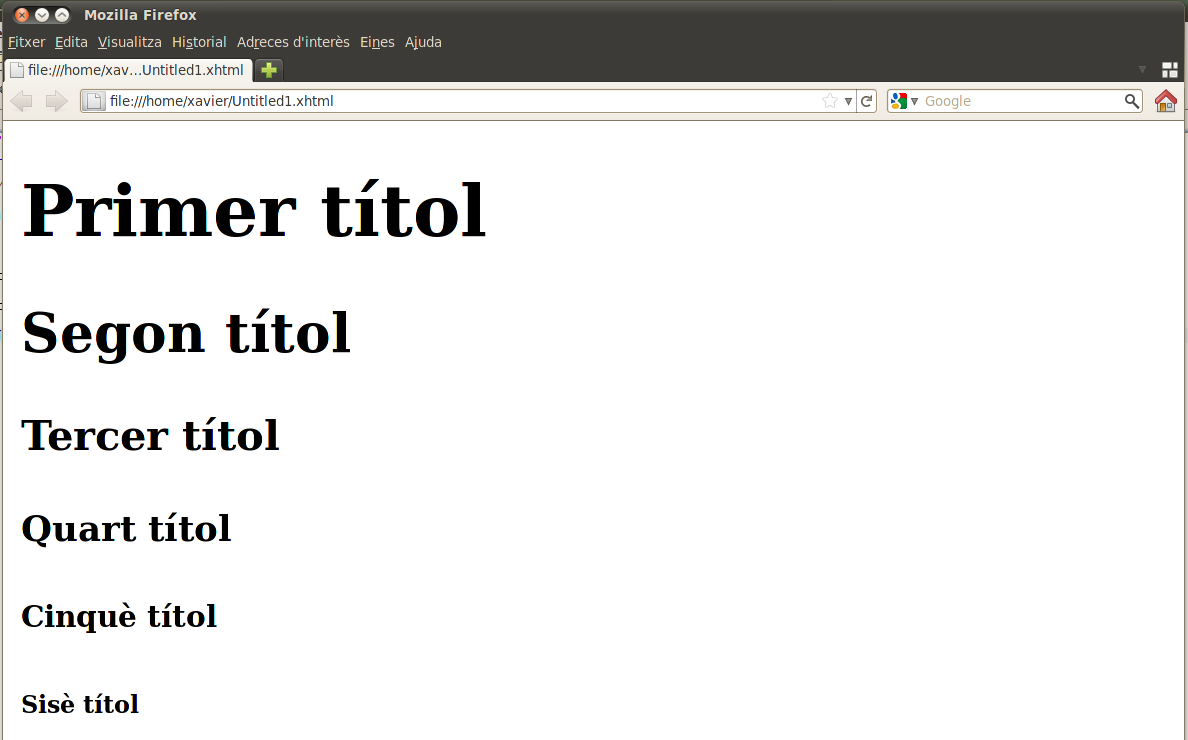 Mozilla Firefox
Fitxer Edita Visualitza Historial Adreces d'interès Eines Ajuda
file:///home/xav...Untitled1.xhtml
file:///home/xavier/Untitled1.xhtml Google
Primer títol
Segon títol
Tercer títol
Quart títol
Cinquè títol
Sisè títol